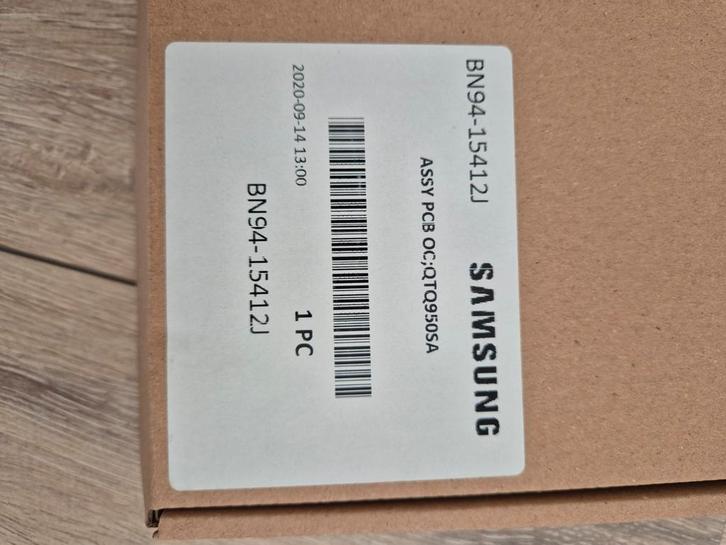 BN94-15412J SAMSUNG
ASSY PCB OC;QTQ950SA
2020-09-14 13:00 1 PC
BN94-15412J